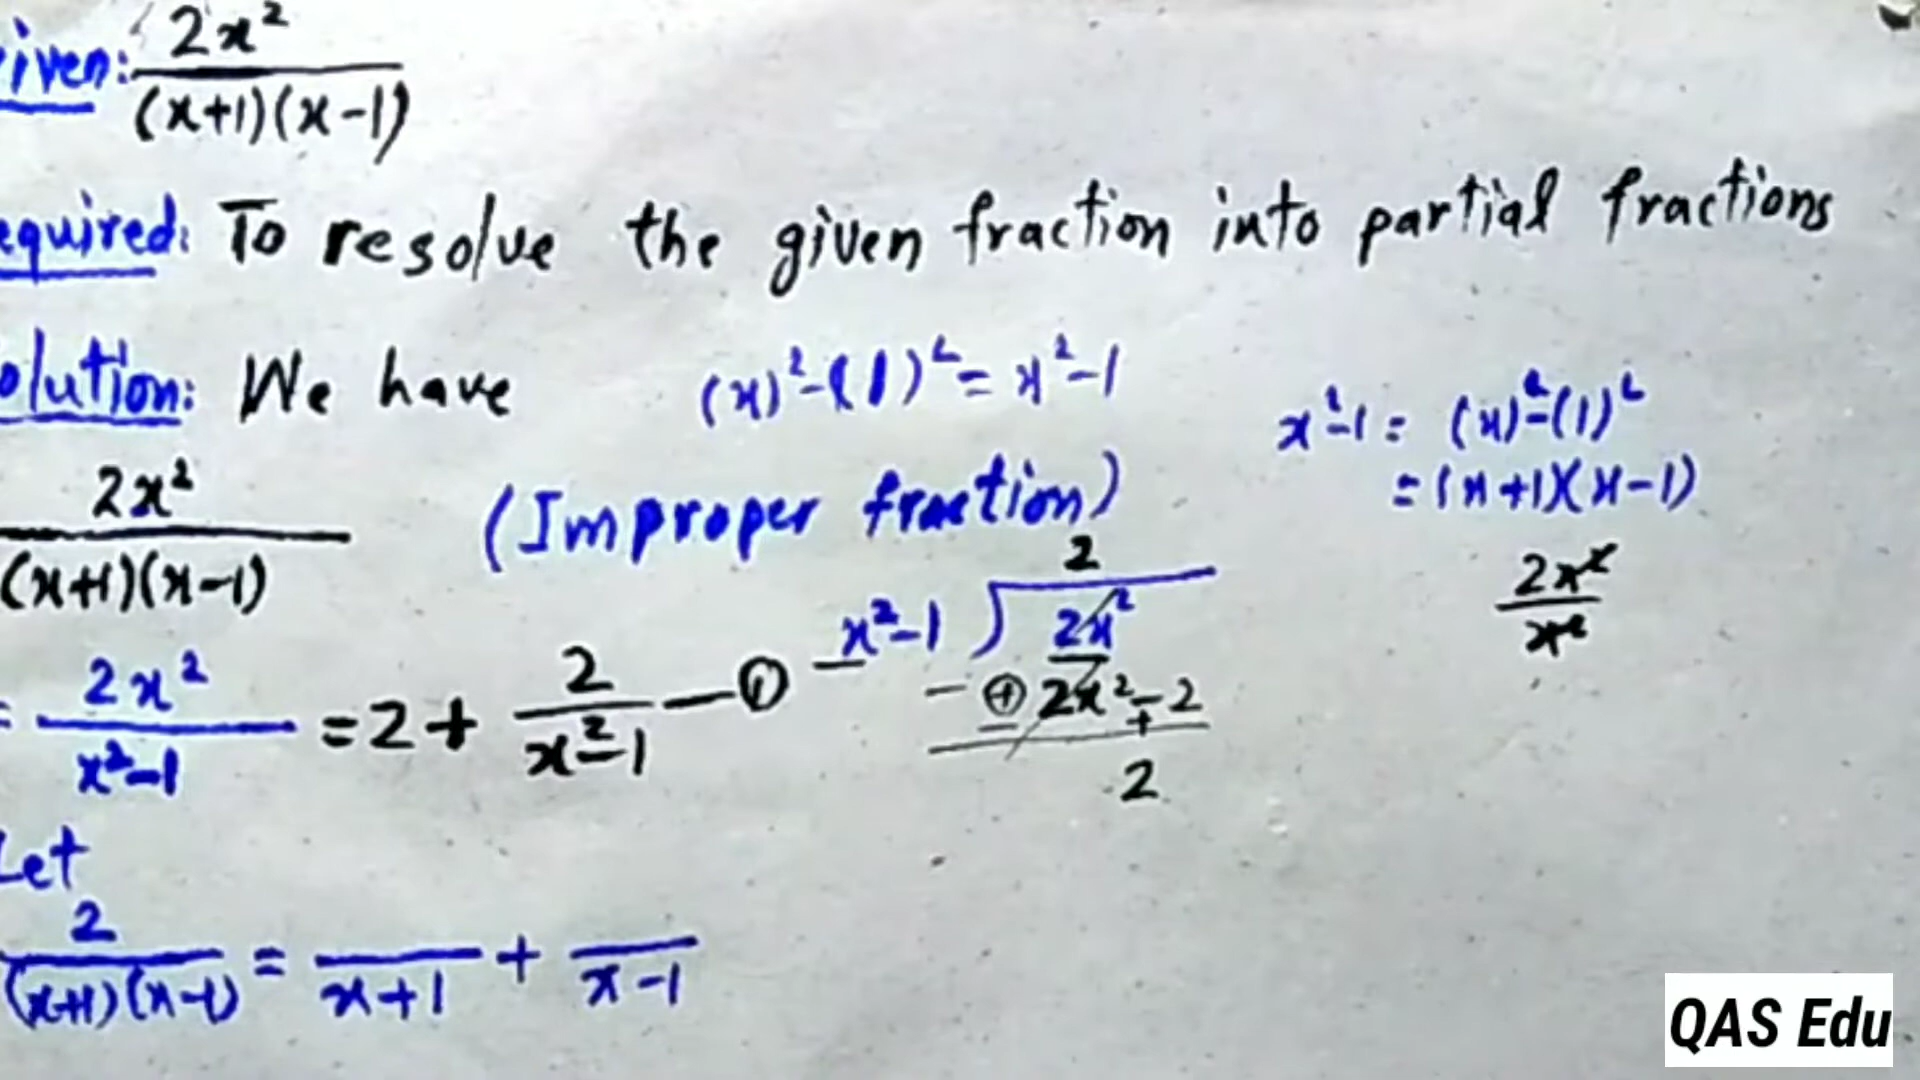 iven: 2x²/(x+1)(x-1)
equired: To resolve the given fraction into partial fractions
olution: We have (x)²-(1)² = x²-1
x²-1 = (x)²-(1)²
= (x+1)(x-1)
2x²/(x+1)(x-1) (Improper fraction)
2
x²-1 ) 2x²
- ⊕ 2x² - 2
- +
2
2x²/x²
= 2x²/x²-1 = 2 + 2/x²-1 — ①
Let
2/(x+1)(x-1) = /x+1 + /x-1
QAS Edu